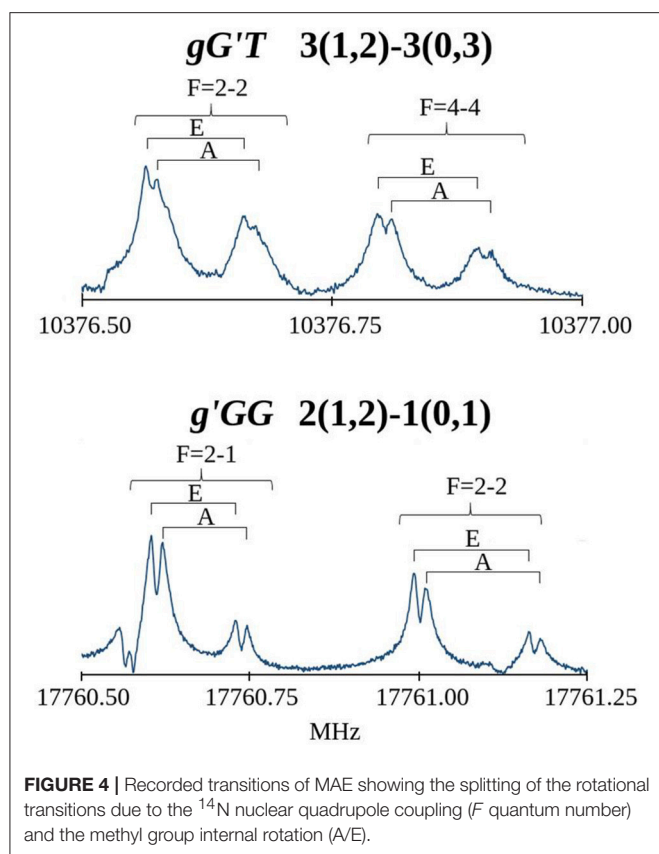 gG'T 3(1,2)-3(0,3)
F=2-2
F=4-4
E
A
E
A
10376.50
10376.75
10377.00
g'GG 2(1,2)-1(0,1)
F=2-1
F=2-2
E
A
E
A
17760.50
17760.75
17761.00
17761.25
MHz
FIGURE 4 | Recorded transitions of MAE showing the splitting of the rotational
transitions due to the ¹⁴N nuclear quadrupole coupling (F quantum number)
and the methyl group internal rotation (A/E).